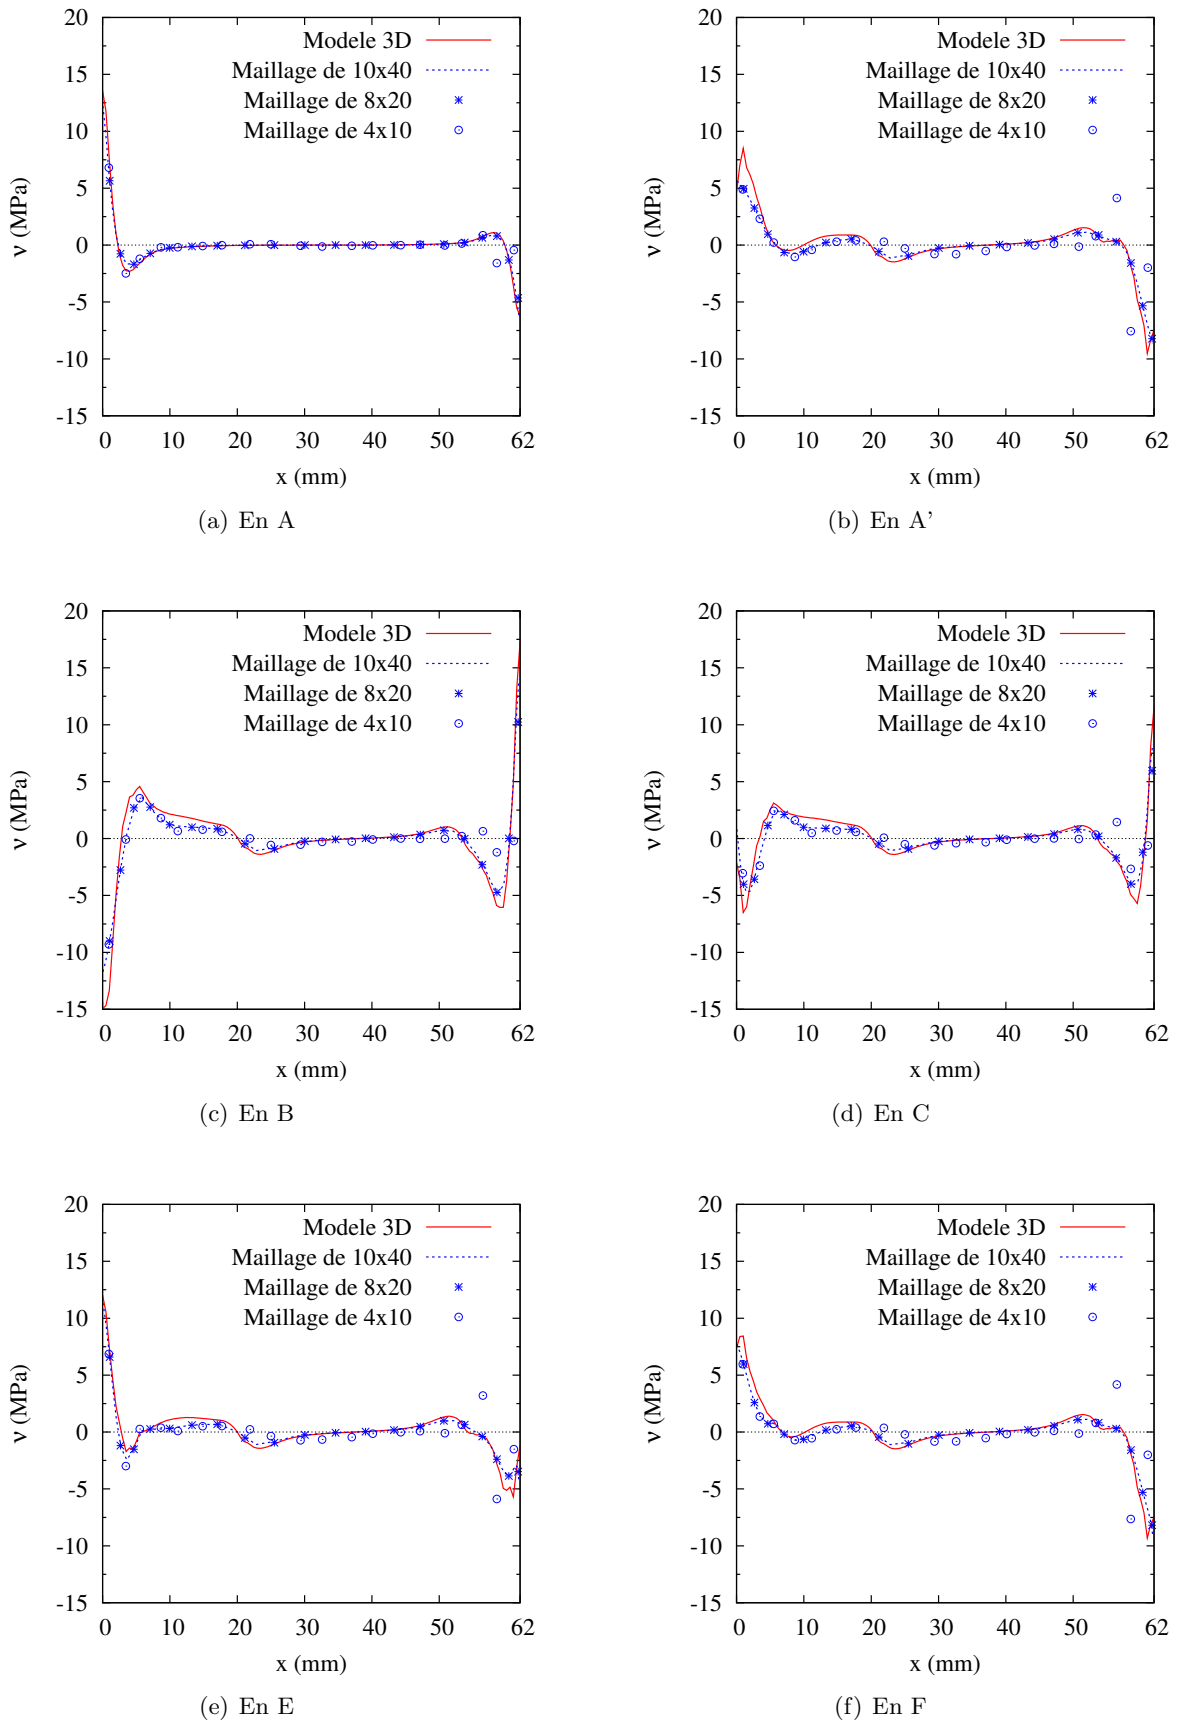 20
15
10
5
0
-5
-10
-15
0 10 20 30 40 50 62
ν (MPa)
x (mm)
Modele 3D
Maillage de 10x40
Maillage de 8x20
Maillage de 4x10
(a) En A
20
15
10
5
0
-5
-10
-15
0 10 20 30 40 50 62
ν (MPa)
x (mm)
Modele 3D
Maillage de 10x40
Maillage de 8x20
Maillage de 4x10
(b) En A'
20
15
10
5
0
-5
-10
-15
0 10 20 30 40 50 62
ν (MPa)
x (mm)
Modele 3D
Maillage de 10x40
Maillage de 8x20
Maillage de 4x10
(c) En B
20
15
10
5
0
-5
-10
-15
0 10 20 30 40 50 62
ν (MPa)
x (mm)
Modele 3D
Maillage de 10x40
Maillage de 8x20
Maillage de 4x10
(d) En C
20
15
10
5
0
-5
-10
-15
0 10 20 30 40 50 62
ν (MPa)
x (mm)
Modele 3D
Maillage de 10x40
Maillage de 8x20
Maillage de 4x10
(e) En E
20
15
10
5
0
-5
-10
-15
0 10 20 30 40 50 62
ν (MPa)
x (mm)
Modele 3D
Maillage de 10x40
Maillage de 8x20
Maillage de 4x10
(f) En F